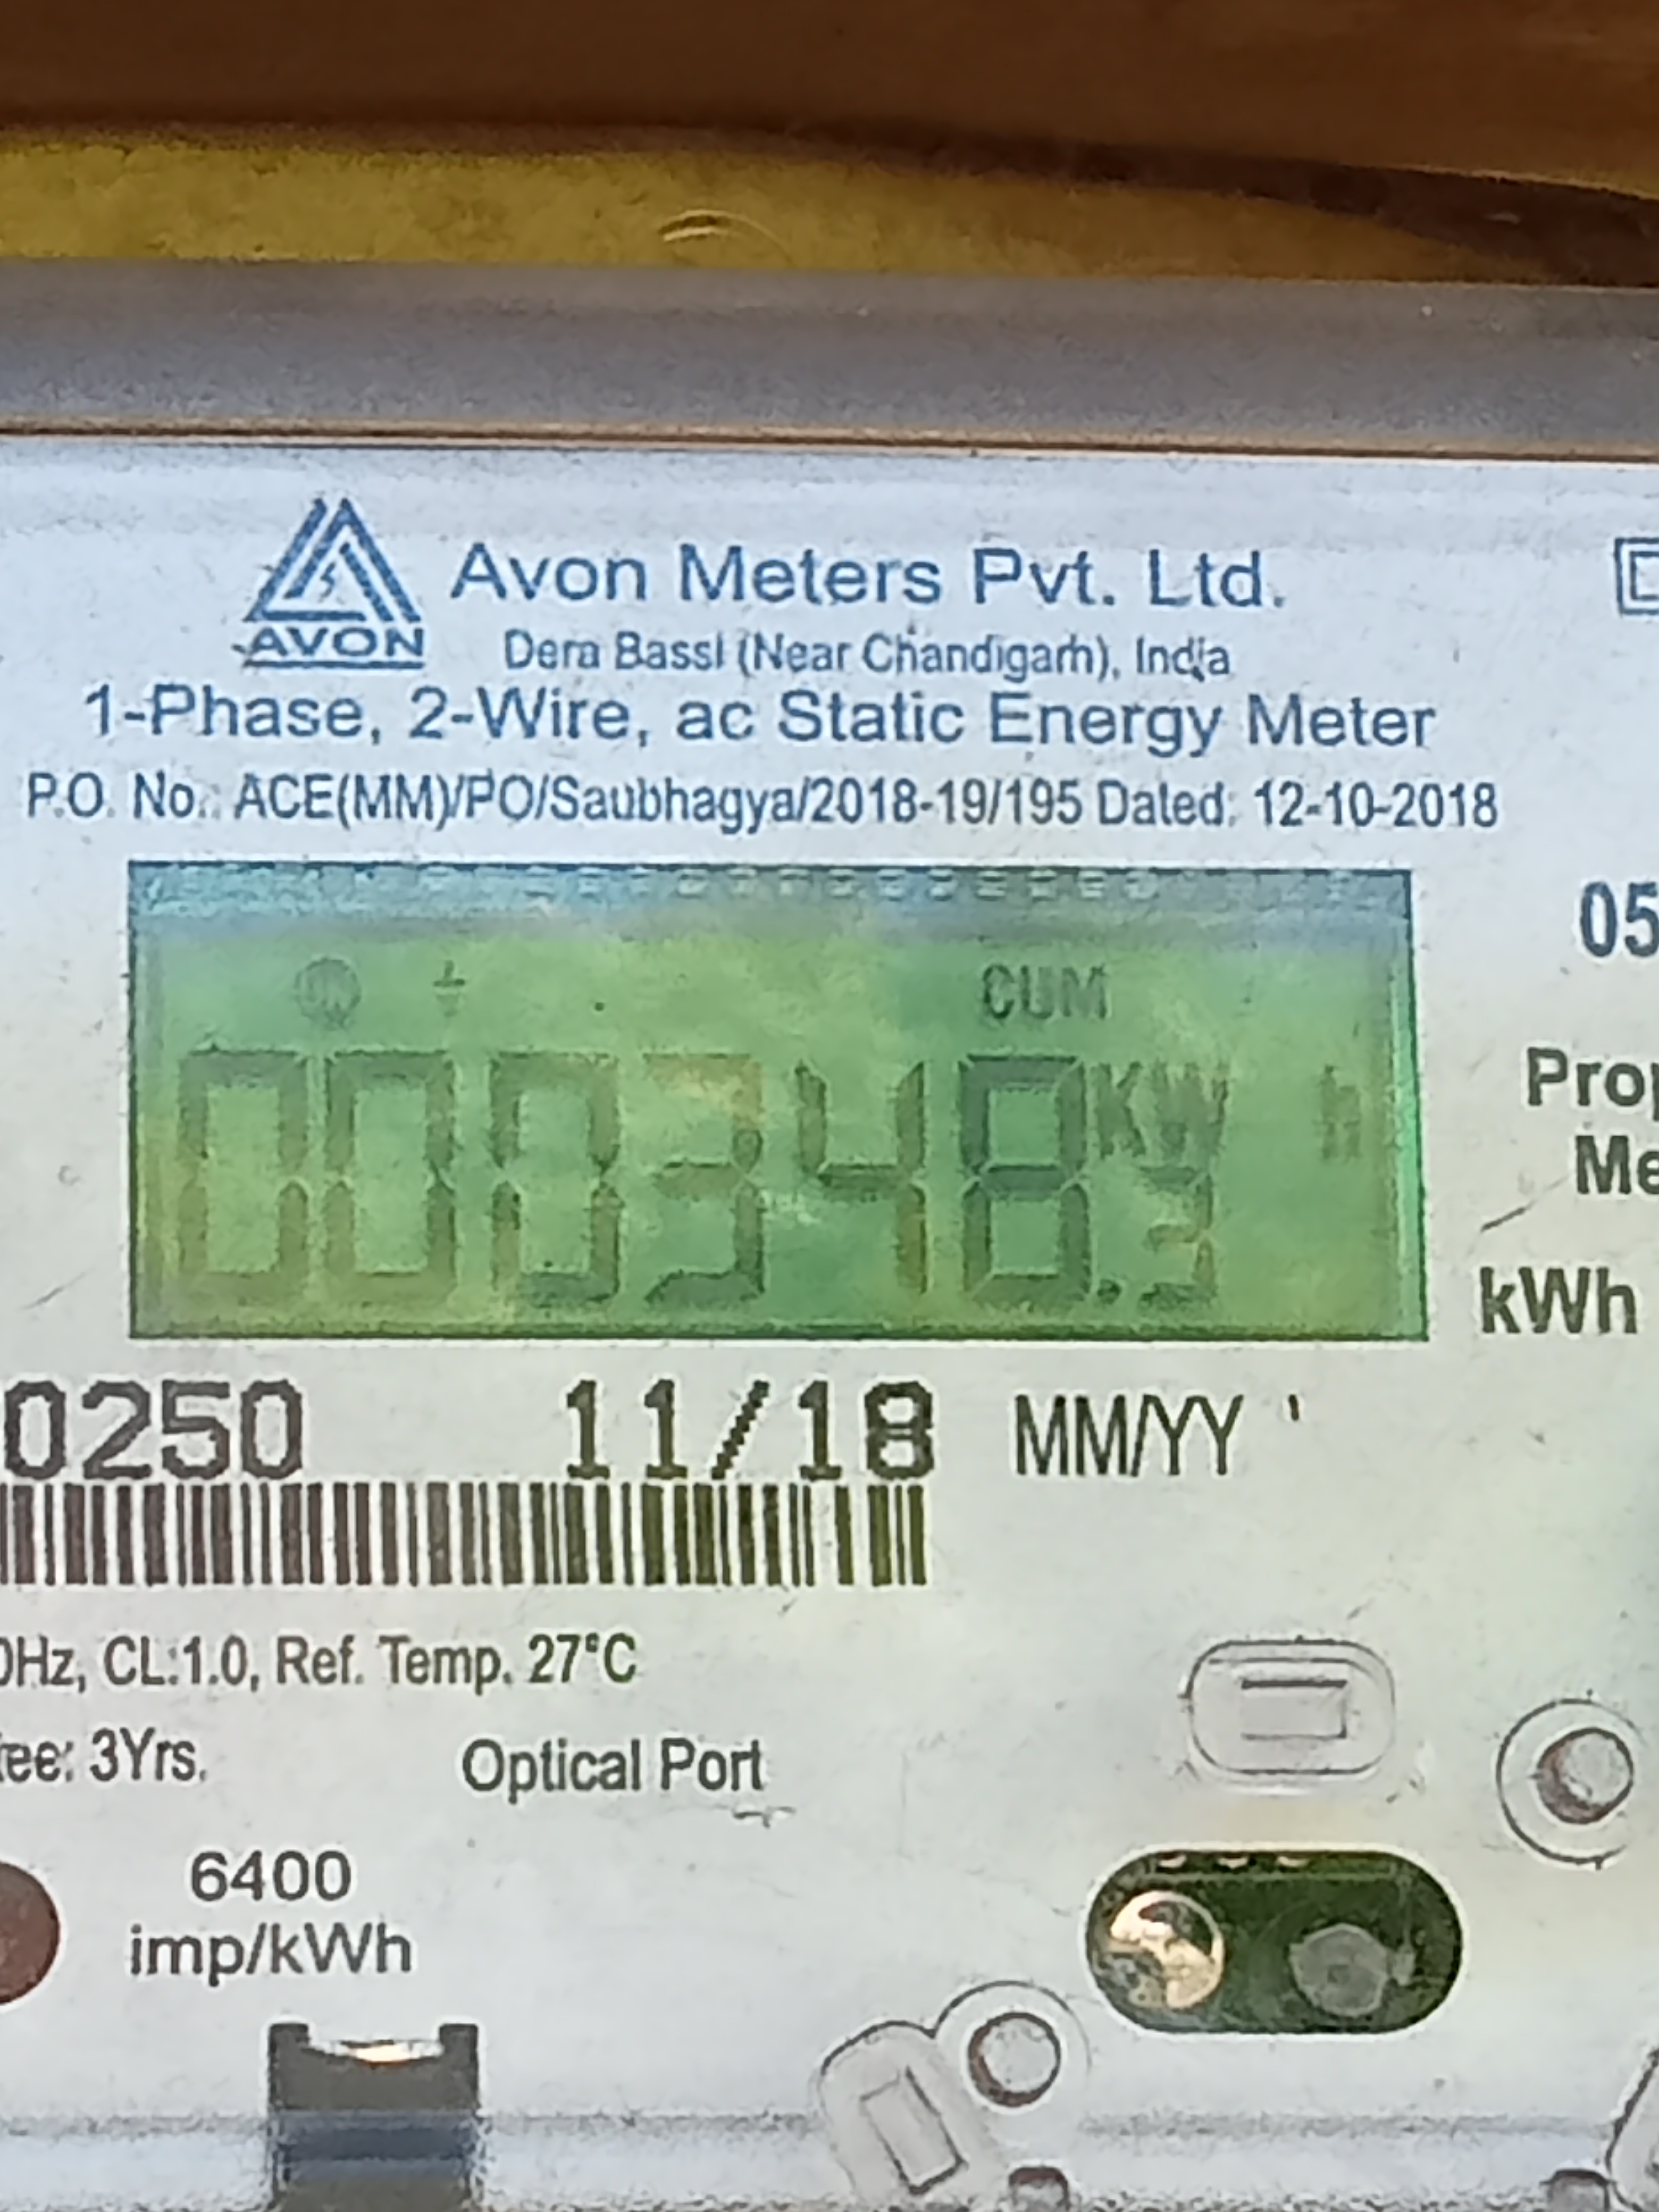 AVON
Avon Meters Pvt. Ltd.
Dera Bassi (Near Chandigarh), India
1-Phase, 2-Wire, ac Static Energy Meter
P.O. No.: ACE(MM)/PO/Saubhagya/2018-19/195 Dated: 12-10-2018
05
CUM
000348.3 KW h
Prop
Me
kWh
0250 11/18 MM/YY
0Hz, CL:1.0, Ref. Temp. 27°C
ree: 3Yrs.
Optical Port
6400
imp/kWh